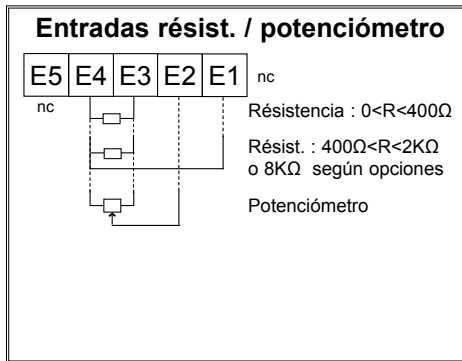 Entradas résist. / potenciómetro
E5 E4 E3 E2 E1 nc
nc
Résistencia : 0<R<400Ω
Résist. : 400Ω<R<2KΩ
o 8KΩ según opciones
Potenciómetro